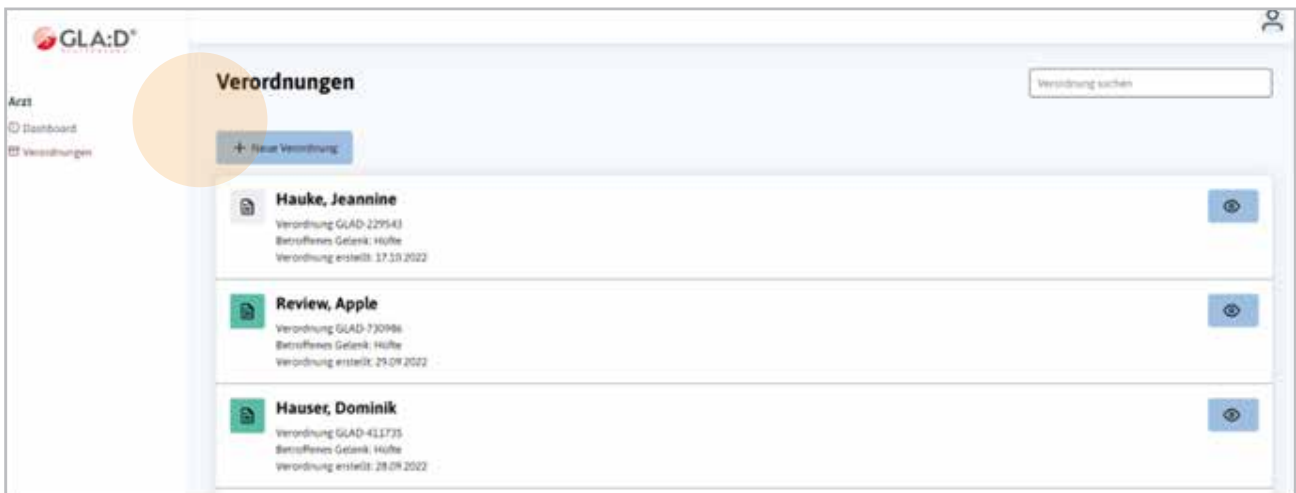 GLA:D®
Arzt
Dashboard
Verordnungen
Verordnungen
Verordnung suchen
+ Neue Verordnung
Hauke, Jeannine
Verordnung GLAD-229543
Betroffenes Gelenk: Hüfte
Verordnung erstellt: 17.10.2022
Review, Apple
Verordnung GLAD-730986
Betroffenes Gelenk: Hüfte
Verordnung erstellt: 29.09.2022
Hauser, Dominik
Verordnung GLAD-411735
Betroffenes Gelenk: Hüfte
Verordnung erstellt: 28.09.2022